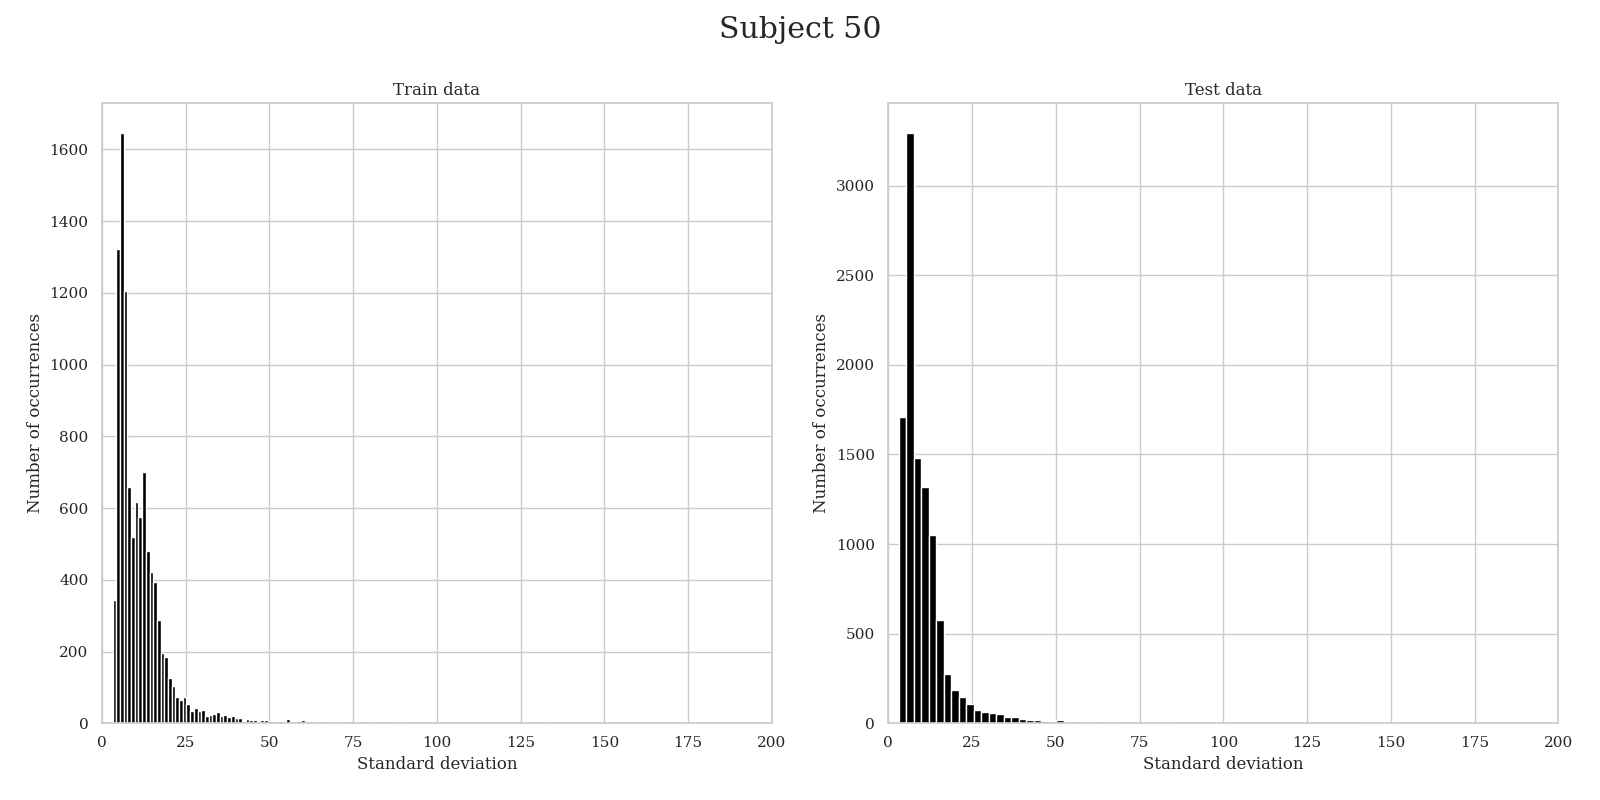 Subject 50
Train data
Number of occurrences
1600
1400
1200
1000
800
600
400
200
0
0 25 50 75 100 125 150 175 200
Standard deviation
Test data
Number of occurrences
3000
2500
2000
1500
1000
500
0
0 25 50 75 100 125 150 175 200
Standard deviation